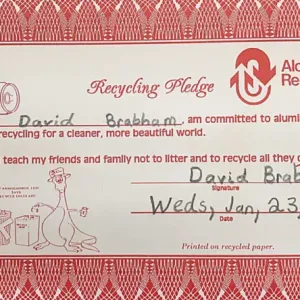 Recycling Pledge
Alc
Re
David Brabham, am committed to alumi
recycling for a cleaner, more beautiful world.
teach my friends and family not to litter and to recycle all they c
David Brab
Signature
Weds, Jan, 23
Date
Printed on recycled paper.